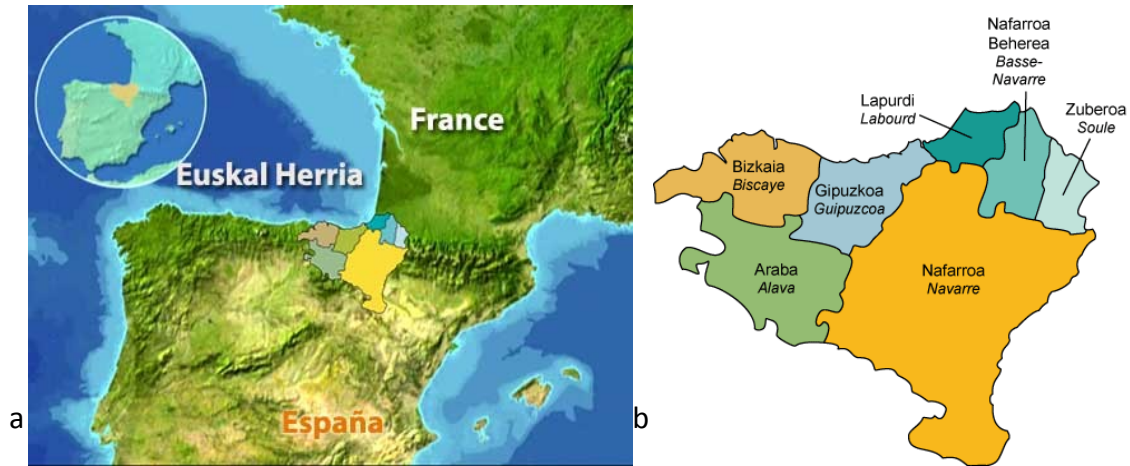 France
Euskal Herria
España
a
Nafarroa
Beherea
Basse-
Navarre
Lapurdi
Labourd
Zuberoa
Soule
Bizkaia
Biscaye
Gipuzkoa
Guipuzcoa
Araba
Alava
Nafarroa
Navarre
b